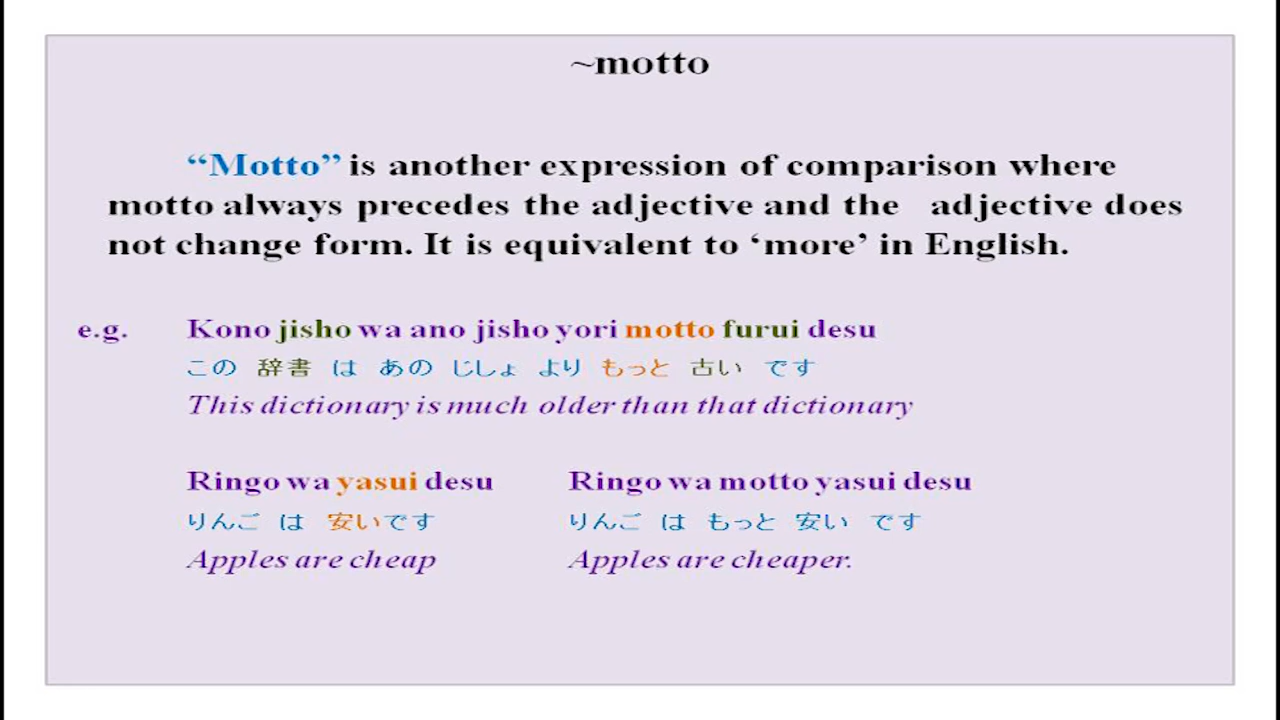 ~motto
“Motto” is another expression of comparison where
motto always precedes the adjective and the adjective does
not change form. It is equivalent to ‘more’ in English.
e.g. Kono jisho wa ano jisho yori motto furui desu
この 辞書 は あの じしょ より もっと 古い です
This dictionary is much older than that dictionary
Ringo wa yasui desu Ringo wa motto yasui desu
りんご は 安いです りんご は もっと 安い です
Apples are cheap Apples are cheaper.